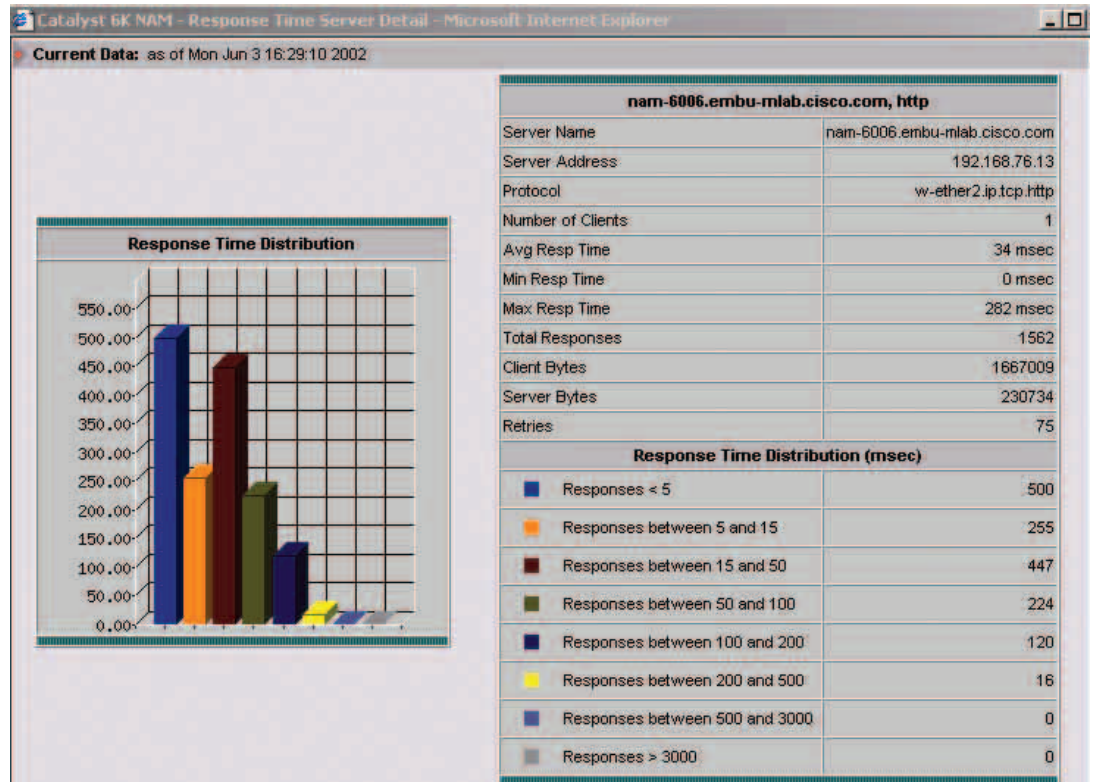 Catalyst 6K NAM - Response Time Server Detail - Microsoft Internet Explorer
Current Data: as of Mon Jun 3 16:29:10 2002
Response Time Distribution
550.00
500.00
450.00
400.00
350.00
300.00
250.00
200.00
150.00
100.00
50.00
0.00
nam-6006.embu-mlab.cisco.com, http
Server Name nam-6006.embu-mlab.cisco.com
Server Address 192.168.76.13
Protocol w-ether2.ip.tcp.http
Number of Clients 1
Avg Resp Time 34 msec
Min Resp Time 0 msec
Max Resp Time 282 msec
Total Responses 1562
Client Bytes 1667009
Server Bytes 230734
Retries 75
Response Time Distribution (msec)
Responses < 5 500
Responses between 5 and 15 255
Responses between 15 and 50 447
Responses between 50 and 100 224
Responses between 100 and 200 120
Responses between 200 and 500 16
Responses between 500 and 3000 0
Responses > 3000 0